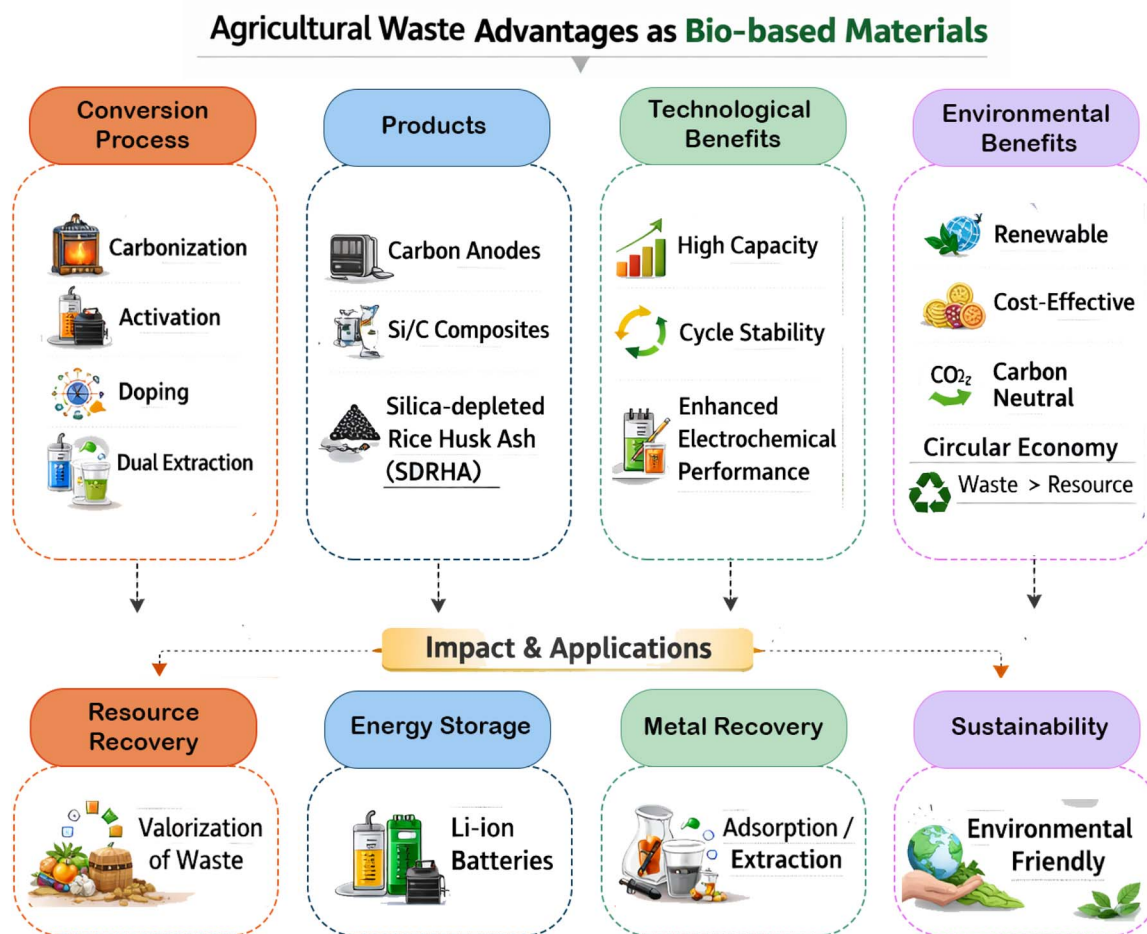 Agricultural Waste Advantages as Bio-based Materials
Conversion
Process
Carbonization
Activation
Doping
Dual Extraction
Products
Carbon Anodes
Si/C Composites
Silica-depleted
Rice Husk Ash
(SDRHA)
Technological
Benefits
High Capacity
Cycle Stability
Enhanced
Electrochemical
Performance
Environmental
Benefits
Renewable
Cost-Effective
CO₂₂
Carbon
Neutral
Circular Economy
Waste > Resource
Impact & Applications
Resource
Recovery
Valorization
of Waste
Energy Storage
Li-ion
Batteries
Metal Recovery
Adsorption /
Extraction
Sustainability
Environmental
Friendly